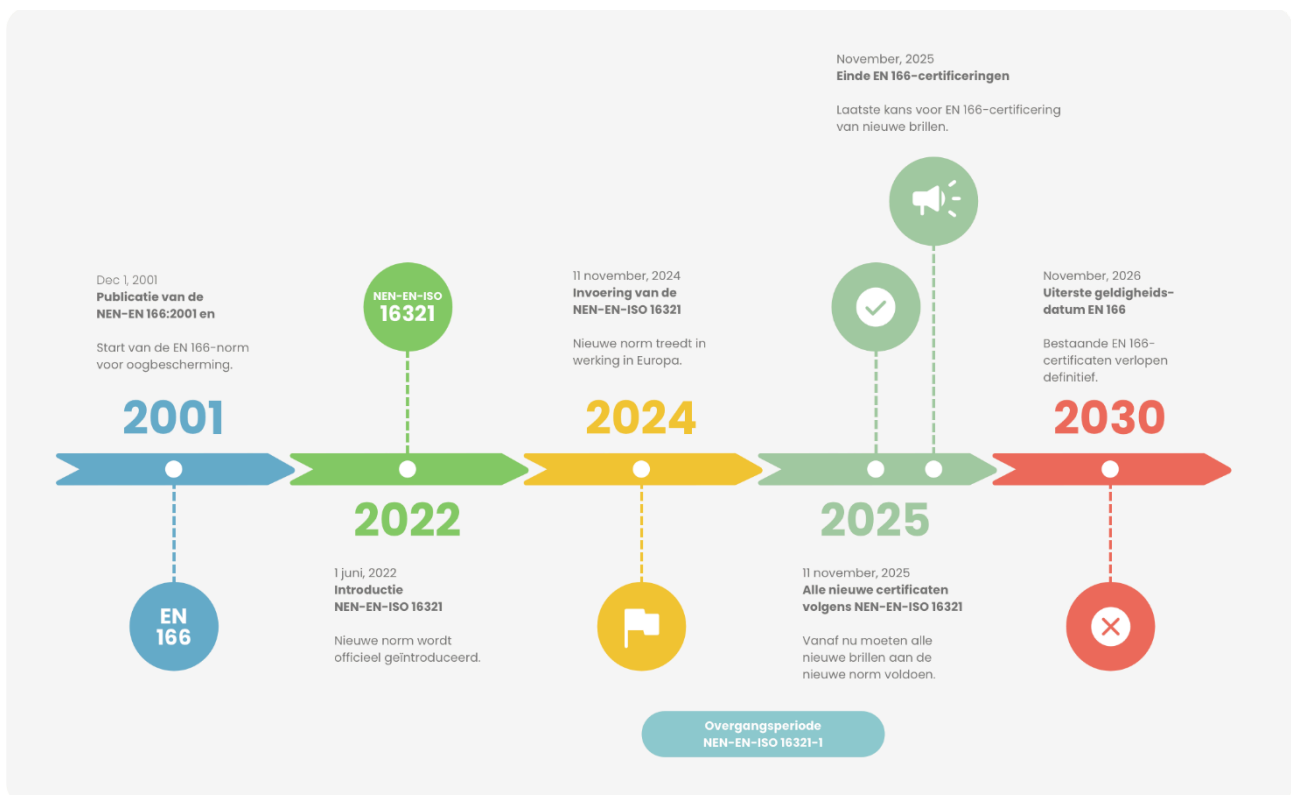 November, 2025
Einde EN 166-certificeringen
Laatste kans voor EN 166-certificering
van nieuwe brillen.
Dec 1, 2001
Publicatie van de
NEN-EN 166:2001 en
Start van de EN 166-norm
voor oogbescherming.
2001
EN
166
NEN-EN-ISO
16321
2022
1 juni, 2022
Introductie
NEN-EN-ISO 16321
Nieuwe norm wordt
officieel geïntroduceerd.
11 november, 2024
Invoering van de
NEN-EN-ISO 16321
Nieuwe norm treedt in
werking in Europa.
2024
2025
11 november, 2025
Alle nieuwe certificaten
volgens NEN-EN-ISO 16321
Vanaf nu moeten alle
nieuwe brillen aan de
nieuwe norm voldoen.
November, 2026
Uiterste geldigheids-
datum EN 166
Bestaande EN 166-
certificaten verlopen
definitief.
2030
Overgangsperiode
NEN-EN-ISO 16321-1